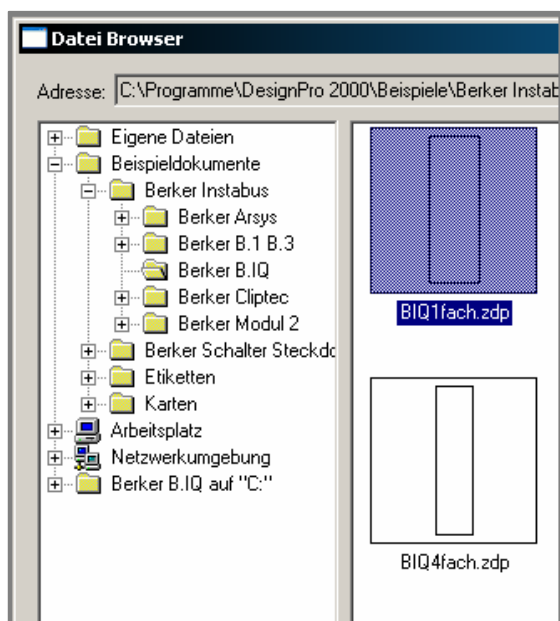 Datei Browser
Adresse: C:\Programme\DesignPro 2000\Beispiele\Berker Instab
Eigene Dateien
Beispieldokumente
Berker Instabus
Berker Arsys
Berker B.1 B.3
Berker B.IQ
Berker Cliptec
Berker Modul 2
Berker Schalter Steckdo
Etiketten
Karten
Arbeitsplatz
Netzwerkumgebung
Berker B.IQ auf "C:"
BIQ1fach.zdp
BIQ4fach.zdp